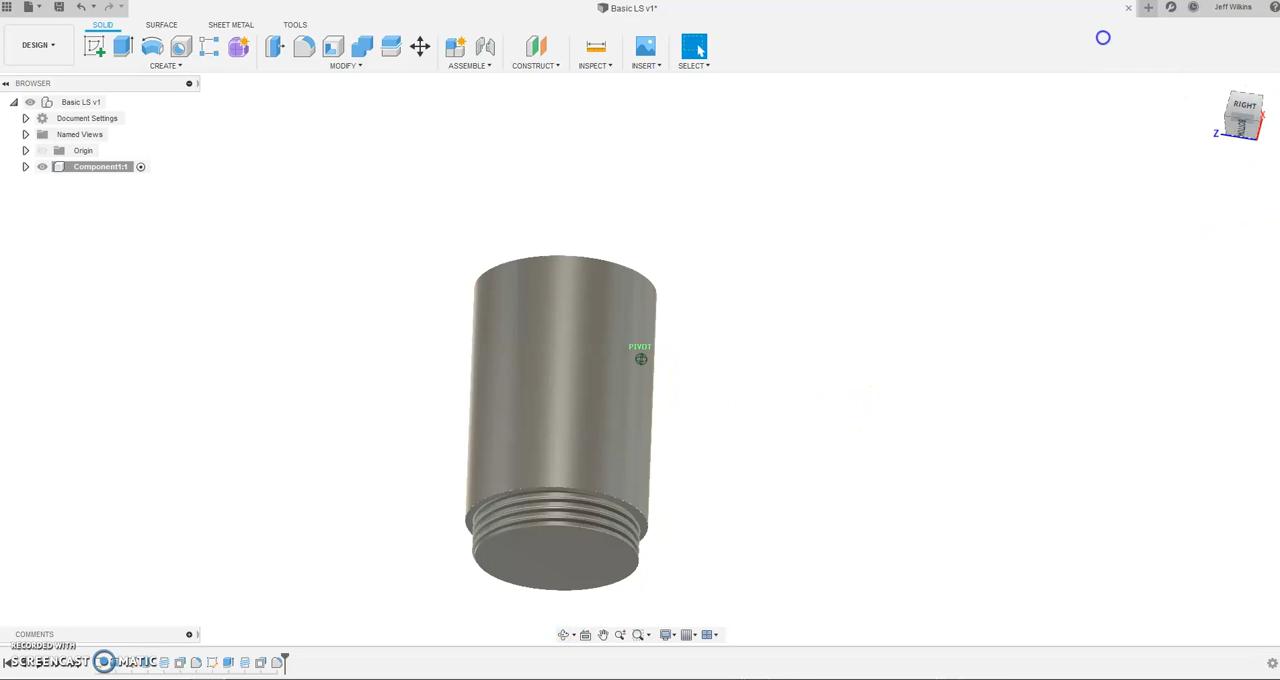 Basic LS v1*
Jeff Wilkins
SOLID
SURFACE
SHEET METAL
TOOLS
DESIGN
CREATE
MODIFY
ASSEMBLE
CONSTRUCT
INSPECT
INSERT
SELECT
BROWSER
Basic LS v1
Document Settings
Named Views
Origin
Component1:1
RIGHT
BOTTOM
X
Z
PIVOT
COMMENTS
RECORDED WITH
SCREENCAST MATIC